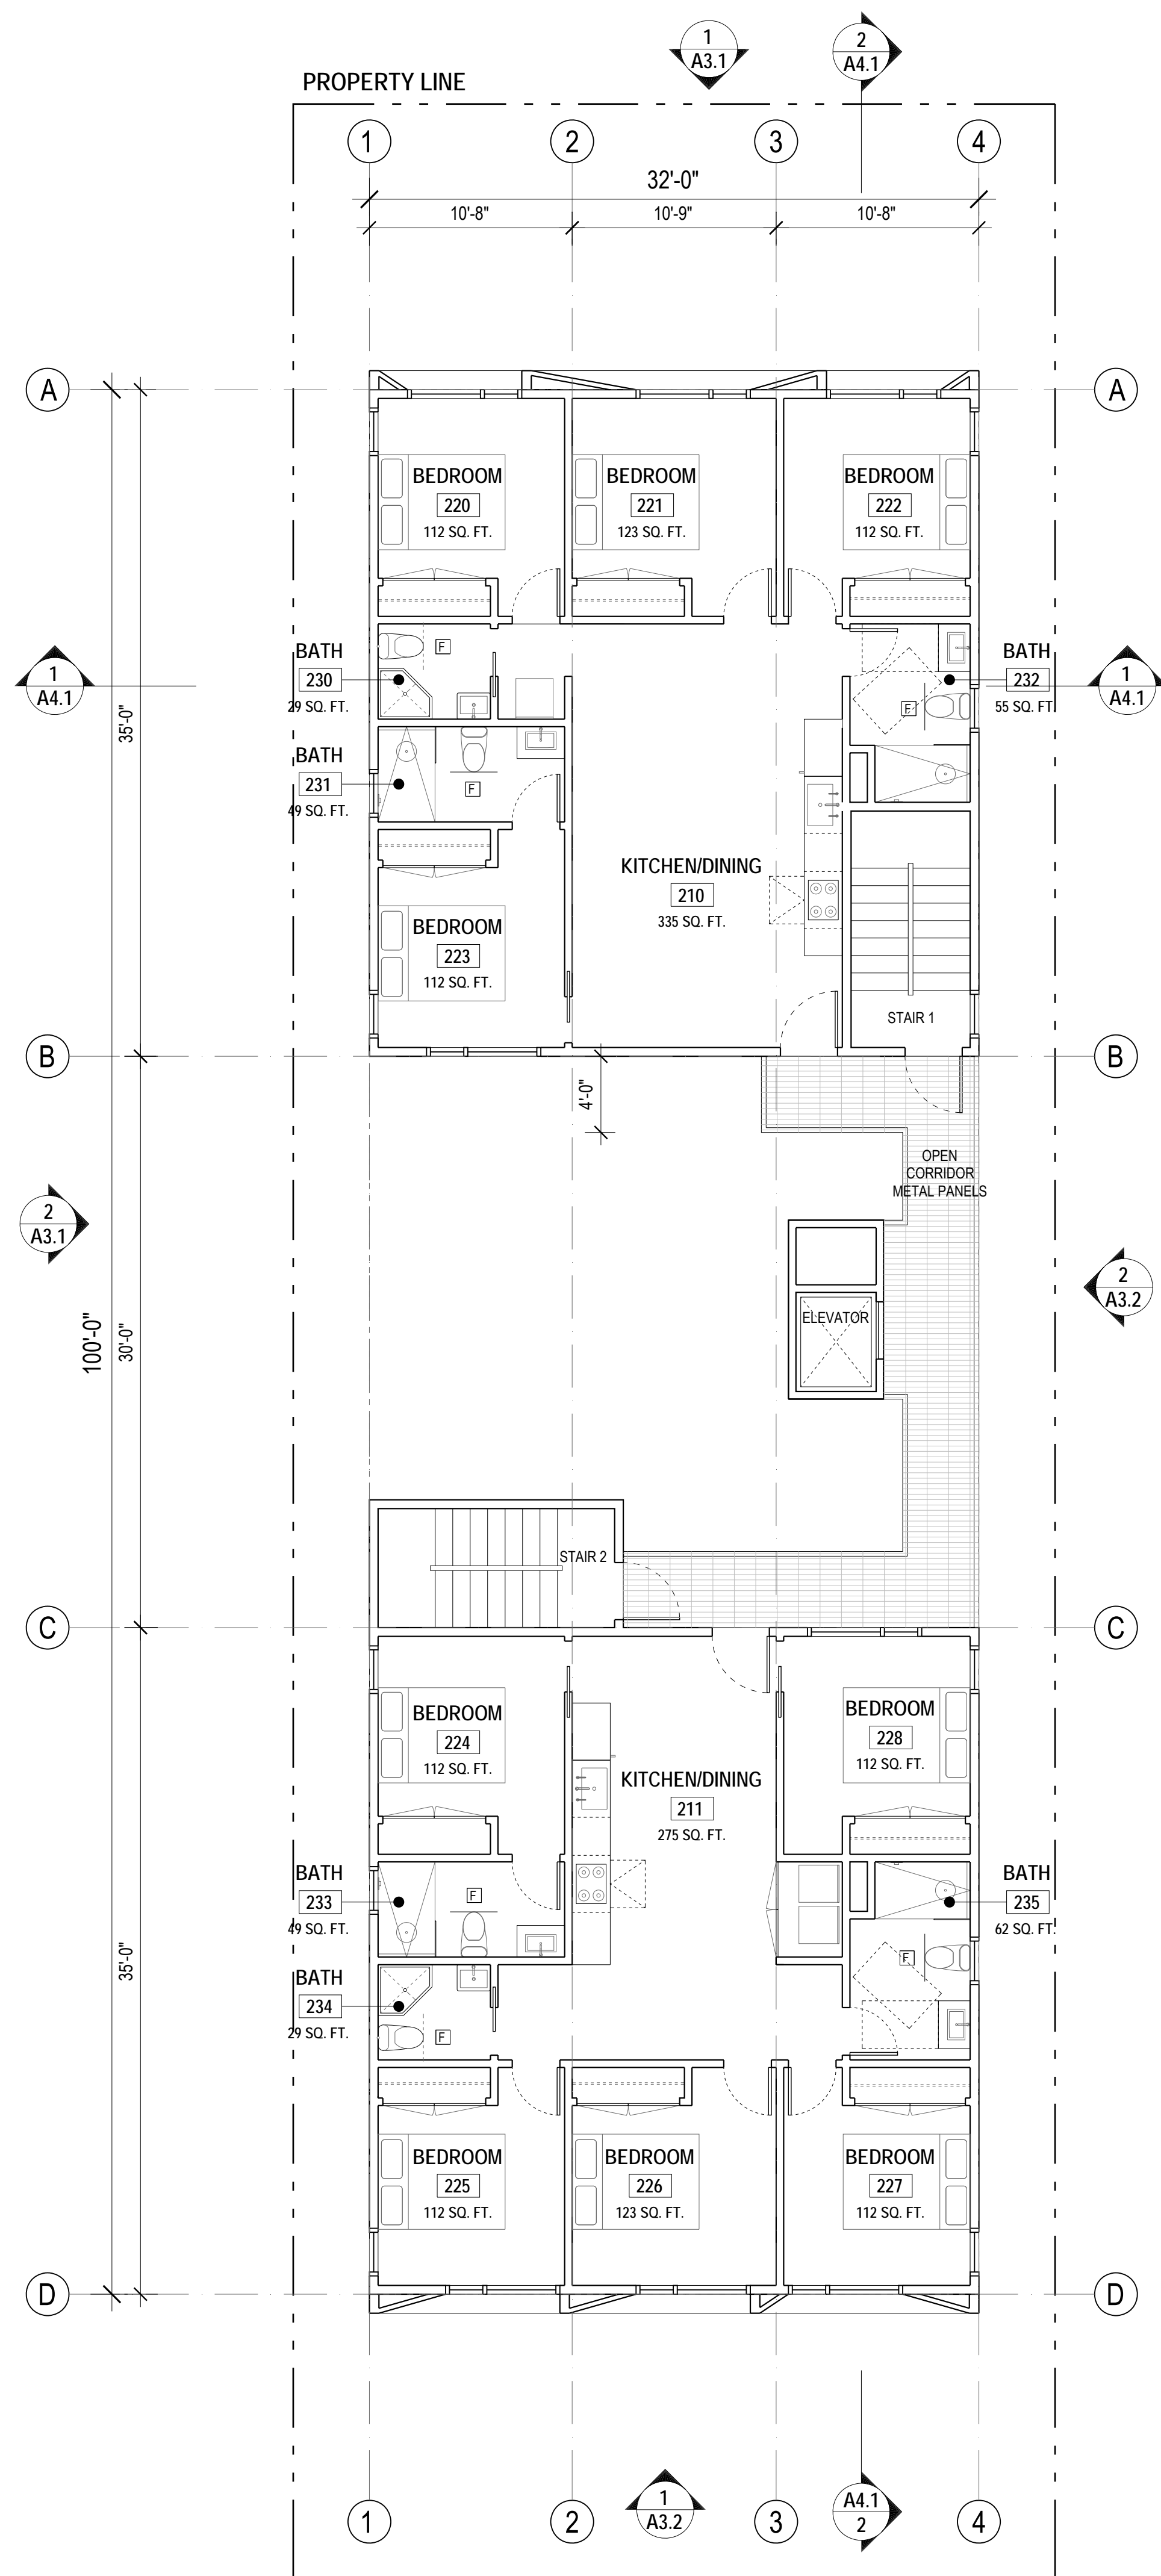 1
A3.1
2
A4.1
PROPERTY LINE
1
2
3
4
32'-0"
10'-8"
10'-9"
10'-8"
A
A
BEDROOM
220
112 SQ. FT.
BEDROOM
221
123 SQ. FT.
BEDROOM
222
112 SQ. FT.
1
A4.1
BATH
230
29 SQ. FT.
F
BATH
232
55 SQ. FT.
F
1
A4.1
35'-0"
BATH
231
49 SQ. FT.
F
KITCHEN/DINING
210
335 SQ. FT.
BEDROOM
223
112 SQ. FT.
STAIR 1
B
B
4'-0"
OPEN
CORRIDOR
METAL PANELS
2
A3.1
2
A3.2
ELEVATOR
100'-0"
30'-0"
STAIR 2
C
C
BEDROOM
224
112 SQ. FT.
BEDROOM
228
112 SQ. FT.
KITCHEN/DINING
211
275 SQ. FT.
BATH
233
49 SQ. FT.
F
BATH
235
62 SQ. FT.
F
35'-0"
BATH
234
29 SQ. FT.
F
BEDROOM
225
112 SQ. FT.
BEDROOM
226
123 SQ. FT.
BEDROOM
227
112 SQ. FT.
D
D
1
2
1
A3.2
3
A4.1
2
4